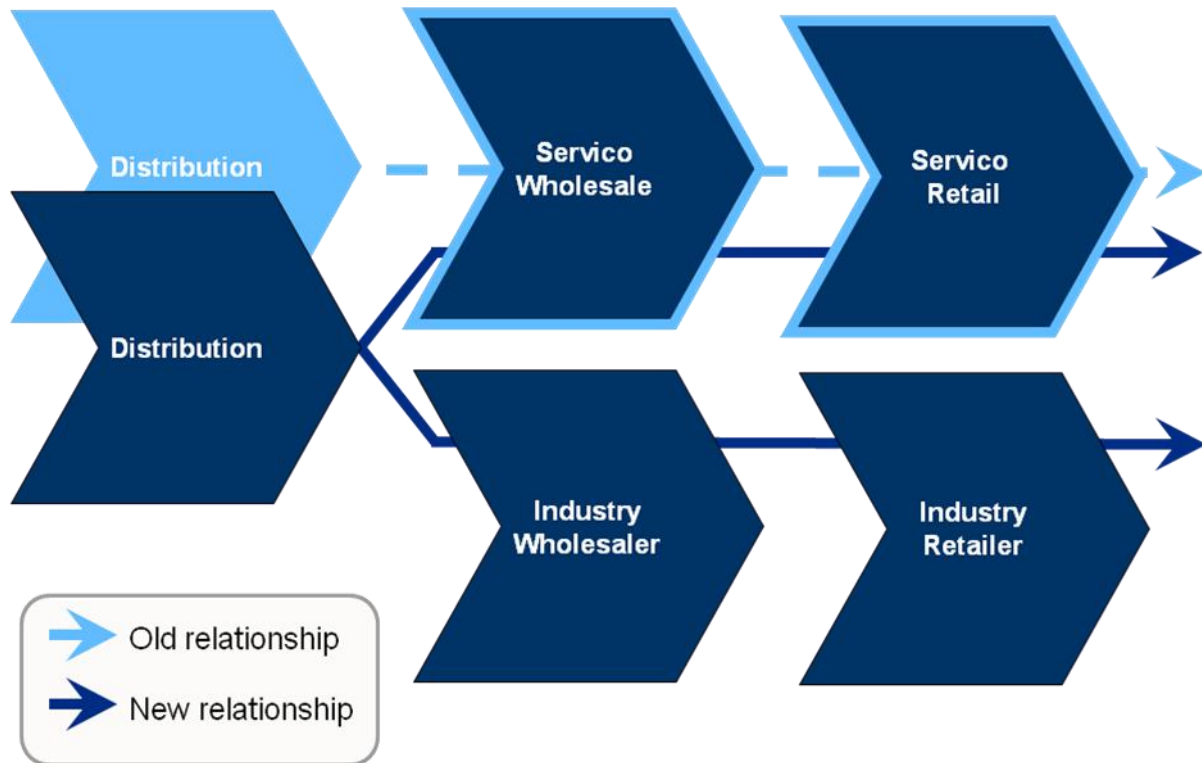 Distribution
Servico
Wholesale
Servico
Retail
Distribution
Industry
Wholesaler
Industry
Retailer
Old relationship
New relationship